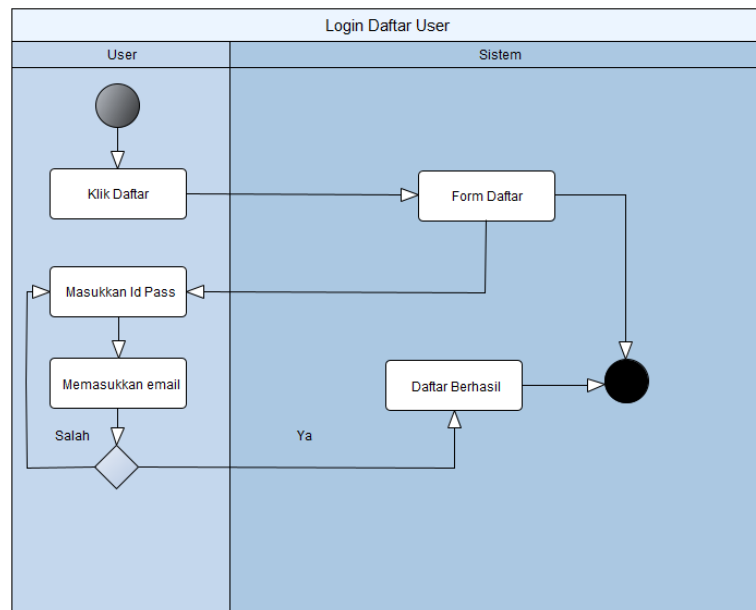 Login Daftar User
User
Sistem
Klik Daftar
Form Daftar
Masukkan Id Pass
Memasukkan email
Daftar Berhasil
Salah
Ya